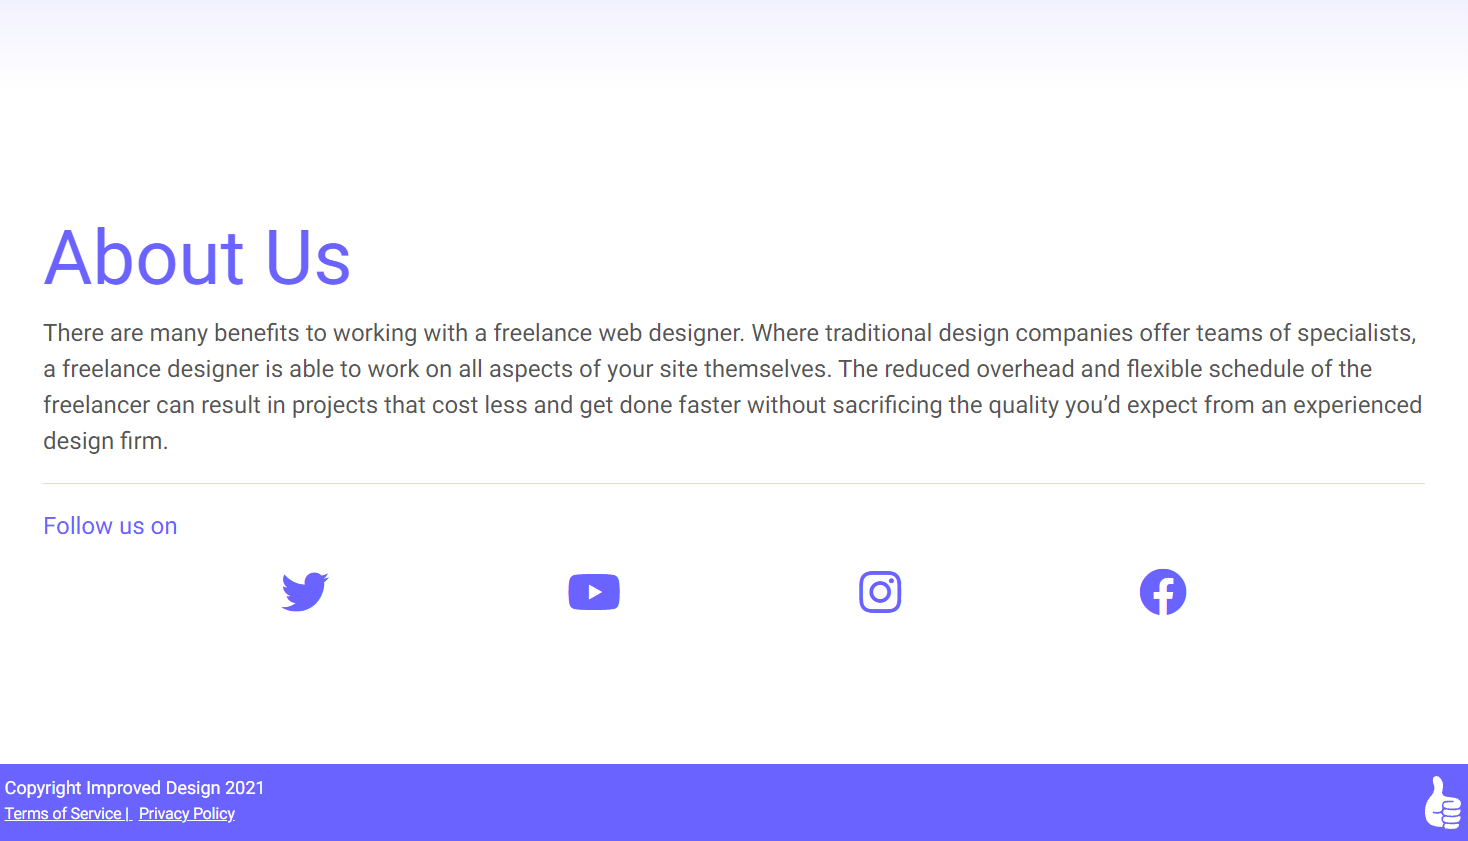 About Us
There are many benefits to working with a freelance web designer. Where traditional design companies offer teams of specialists,
a freelance designer is able to work on all aspects of your site themselves. The reduced overhead and flexible schedule of the
freelancer can result in projects that cost less and get done faster without sacrificing the quality you’d expect from an experienced
design firm.
Follow us on
Copyright Improved Design 2021
Terms of Service | Privacy Policy